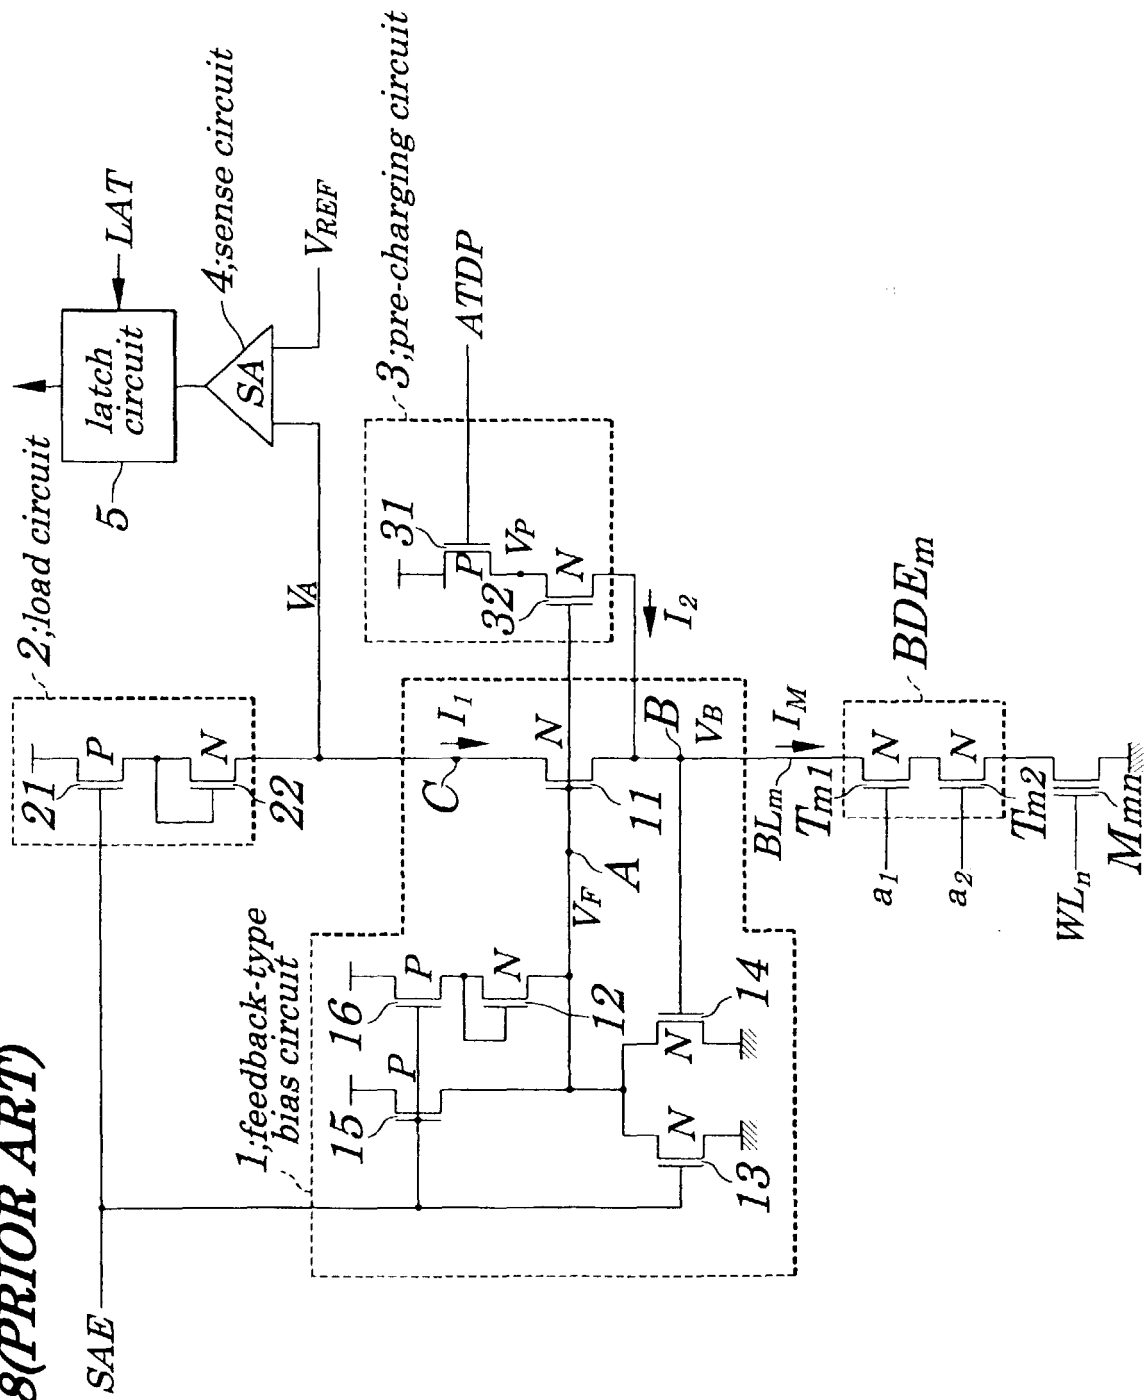 8(PRIOR ART)
SAE
1;feedback-type
bias circuit
2;load circuit
3;pre-charging circuit
4;sense circuit
5
latch
circuit
LAT
SA
VREF
VA
21
P
N
22
C
I1
ATDP
31
P
VP
32
N
I2
15
P
16
P
N
12
VF
A
N
11
B
VB
13
N
14
N
BLm
IM
BDEm
Tm1
N
a1
Tm2
N
a2
WLn
Mmn